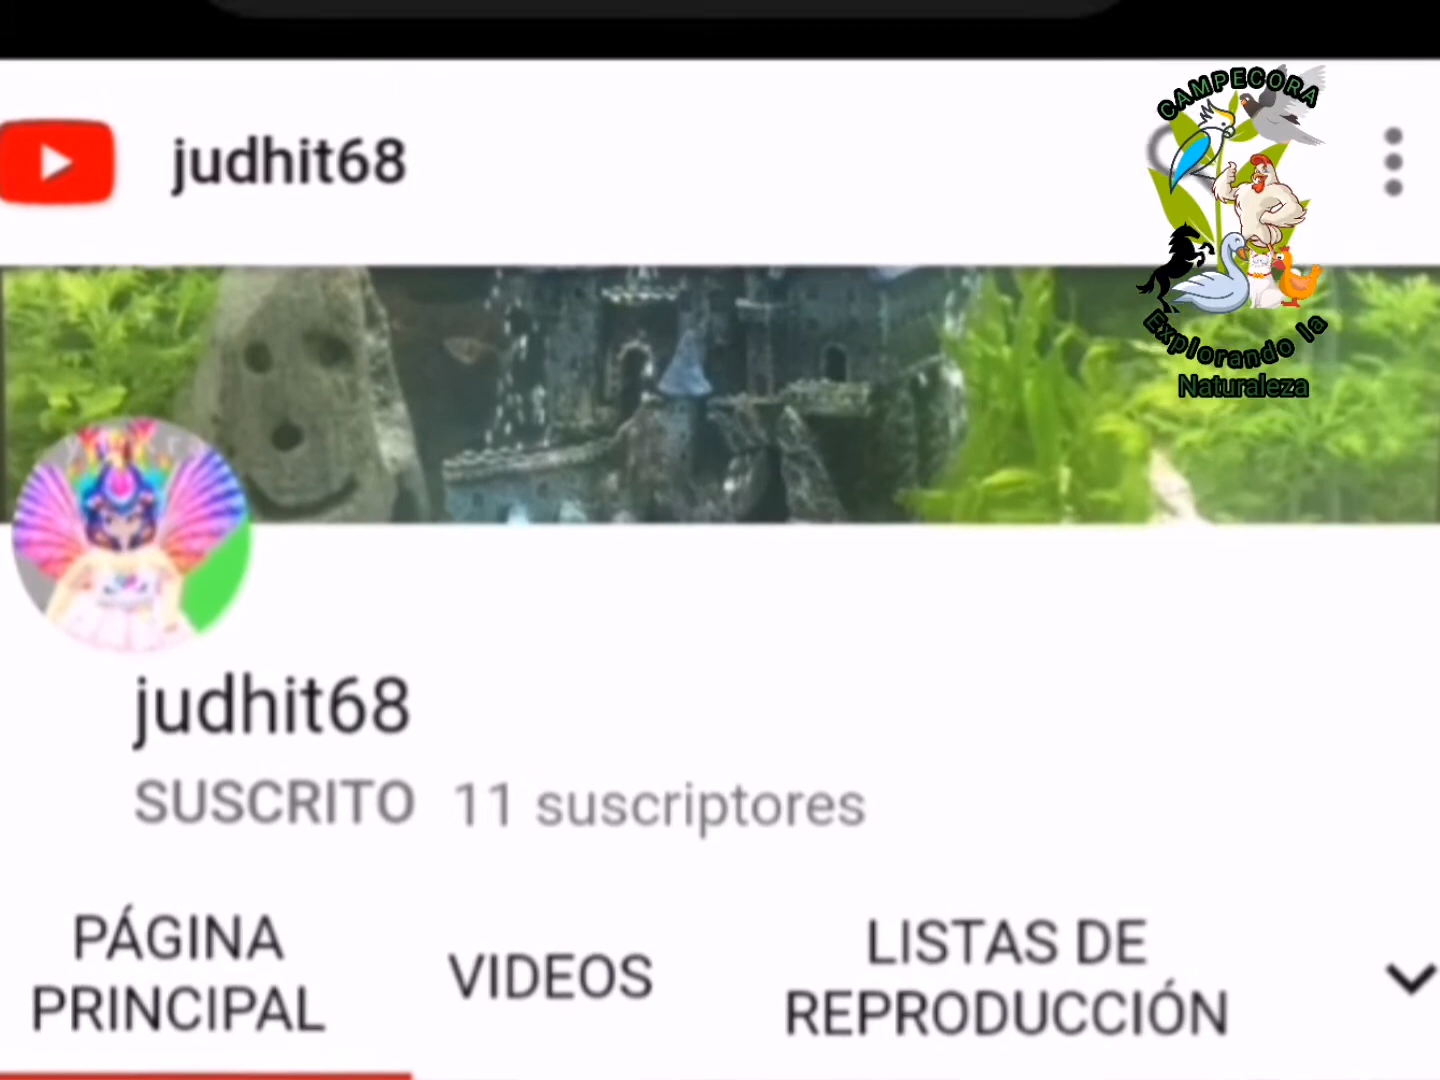 CAMPECORA
judhit68
Explorando la
Naturaleza
judhit68
SUSCRITO 11 suscriptores
PÁGINA PRINCIPAL
VIDEOS
LISTAS DE REPRODUCCIÓN